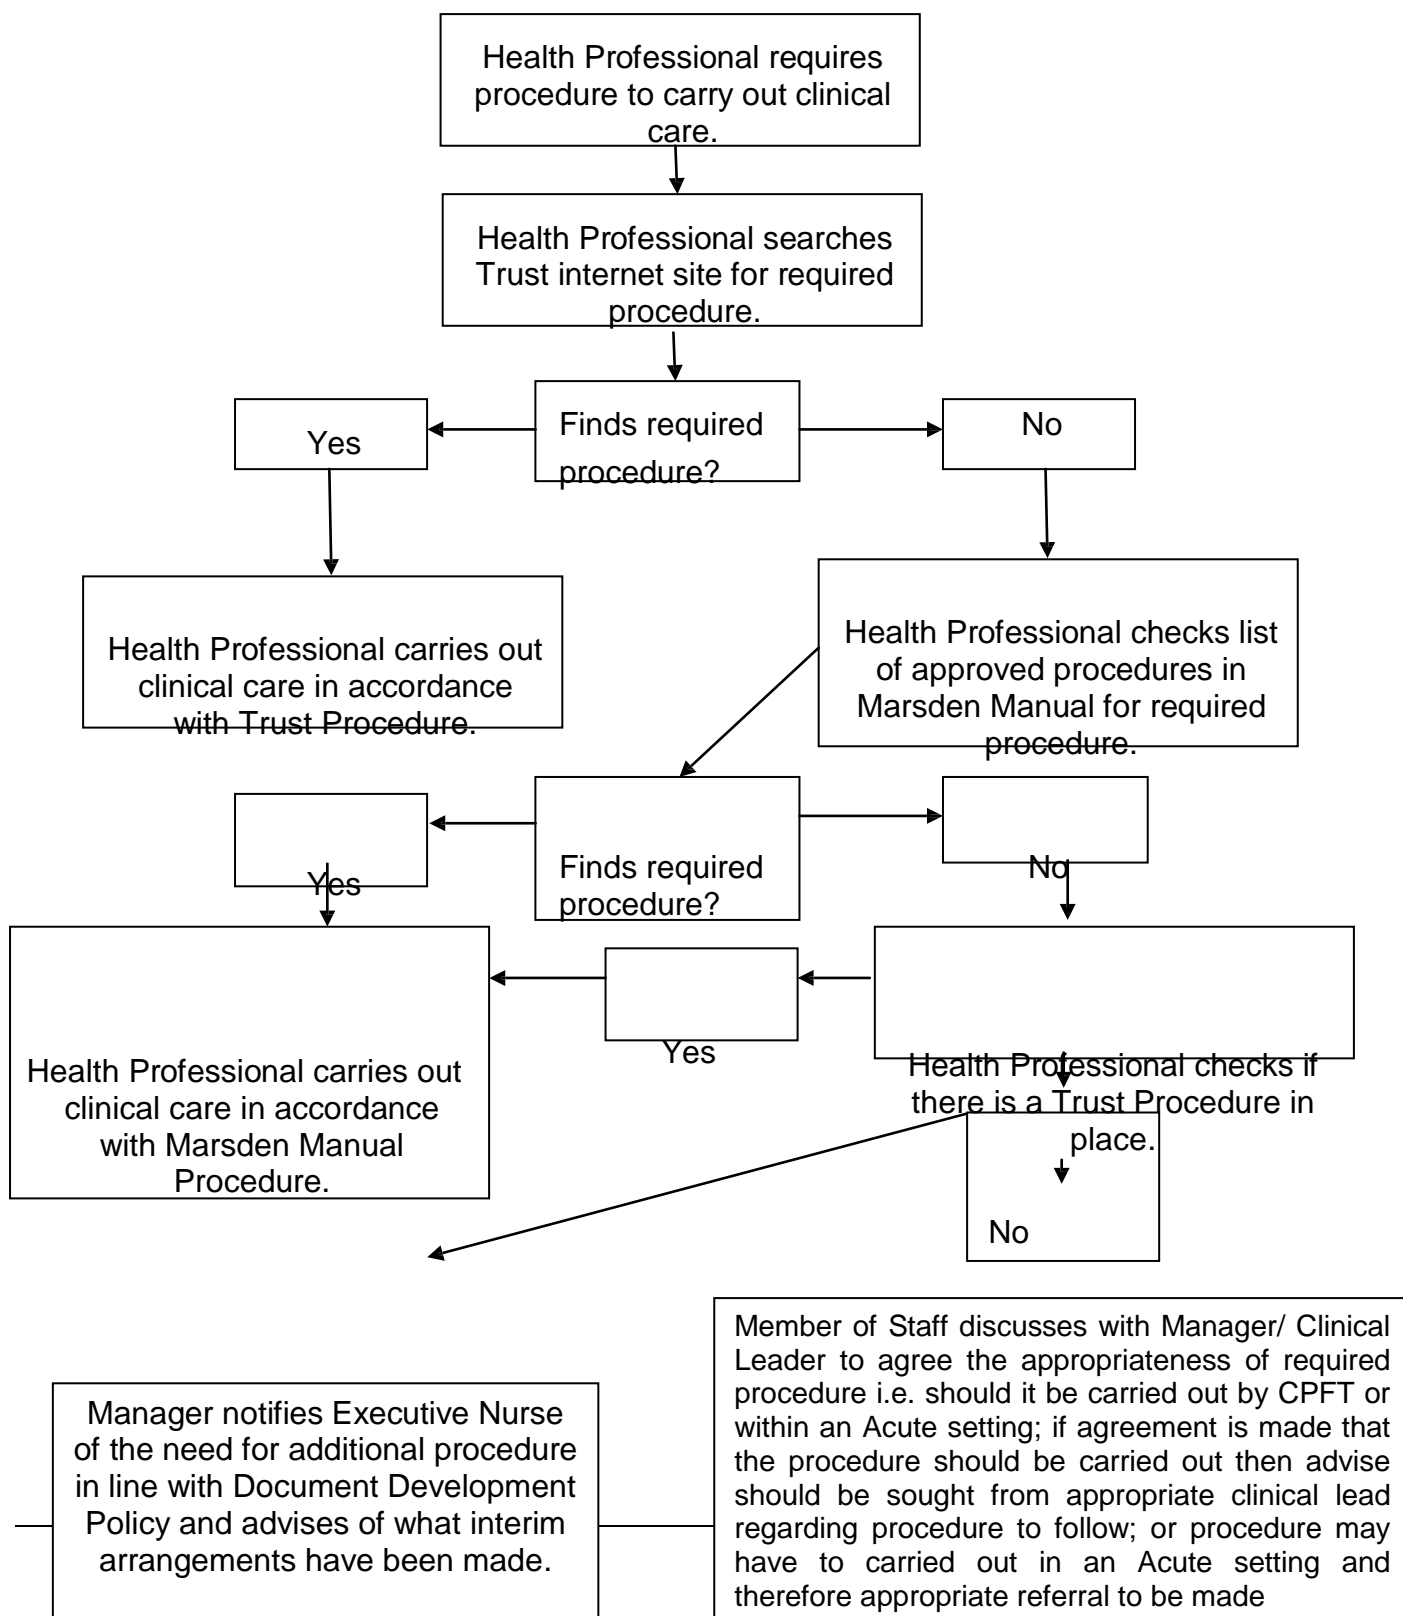 Health Professional requires
procedure to carry out clinical
care.
Health Professional searches
Trust internet site for required
procedure.
Yes
Finds required
procedure?
No
Health Professional carries out
clinical care in accordance
with Trust Procedure.
Health Professional checks list
of approved procedures in
Marsden Manual for required
procedure.
Yes
Finds required
procedure?
No
Health Professional carries out
clinical care in accordance
with Marsden Manual
Procedure.
Yes
Health Professional checks if
there is a Trust Procedure in
place.
No
Manager notifies Executive Nurse
of the need for additional procedure
in line with Document Development
Policy and advises of what interim
arrangements have been made.
Member of Staff discusses with Manager/ Clinical
Leader to agree the appropriateness of required
procedure i.e. should it be carried out by CPFT or
within an Acute setting; if agreement is made that
the procedure should be carried out then advise
should be sought from appropriate clinical lead
regarding procedure to follow; or procedure may
have to carried out in an Acute setting and
therefore appropriate referral to be made